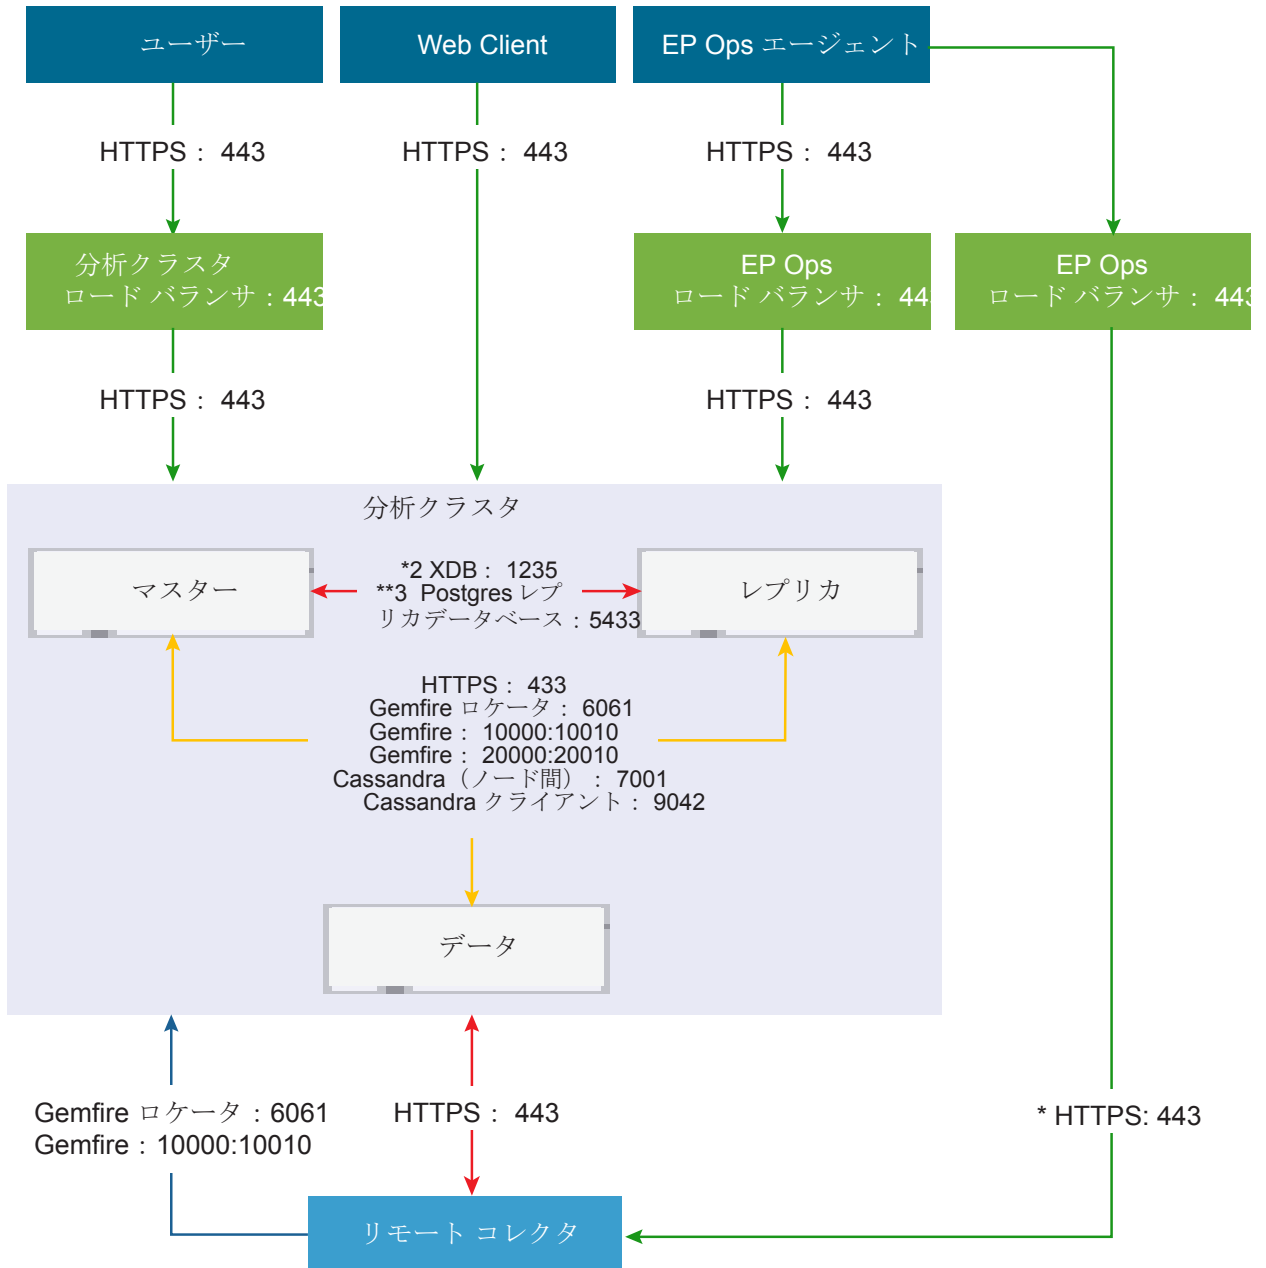 ユーザー
Web Client
EP Ops エージェント
HTTPS： 443
HTTPS： 443
HTTPS： 443
分析クラスタ
ロード バランサ：443
EP Ops
ロード バランサ： 44
EP Ops
ロード バランサ： 443
HTTPS： 443
HTTPS： 443
分析クラスタ
マスター
*2 XDB： 1235
**3 Postgres レプ
リカデータベース：5433
レプリカ
HTTPS： 433
Gemfire ロケータ： 6061
Gemfire： 10000:10010
Gemfire： 20000:20010
Cassandra（ノード間）： 7001
Cassandra クライアント： 9042
データ
Gemfire ロケータ：6061
Gemfire：10000:10010
HTTPS： 443
* HTTPS: 443
リモート コレクタ